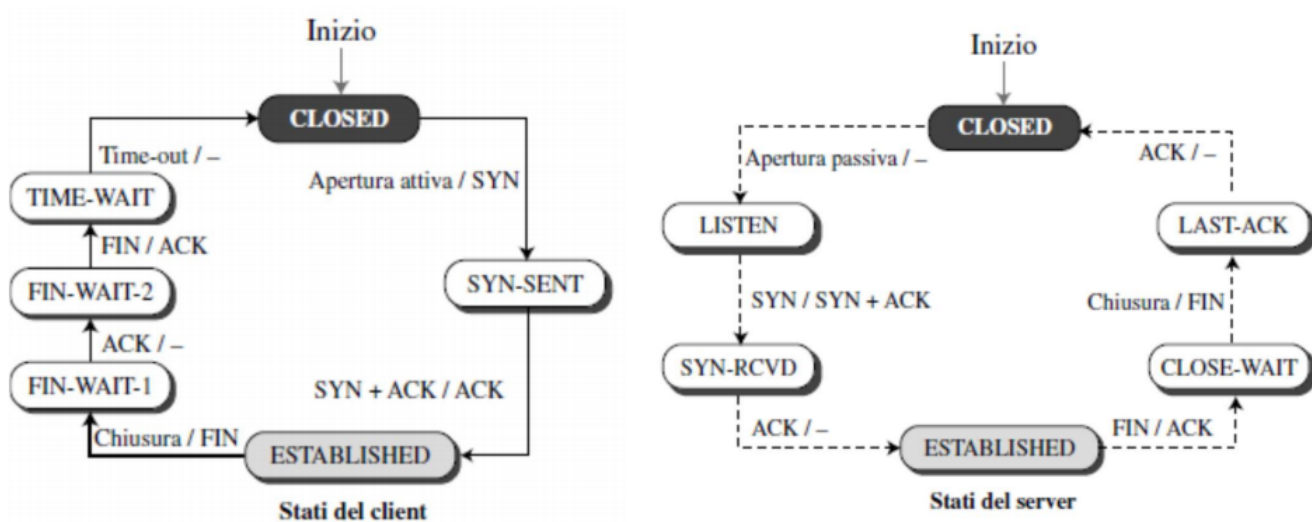 Inizio
CLOSED
Time-out / –
Apertura attiva / SYN
TIME-WAIT
FIN / ACK
FIN-WAIT-2
SYN-SENT
ACK / –
FIN-WAIT-1
SYN + ACK / ACK
Chiusura / FIN
ESTABLISHED
Stati del client
Inizio
CLOSED
Apertura passiva / –
ACK / –
LISTEN
LAST-ACK
SYN / SYN + ACK
Chiusura / FIN
SYN-RCVD
CLOSE-WAIT
ACK / –
FIN / ACK
ESTABLISHED
Stati del server